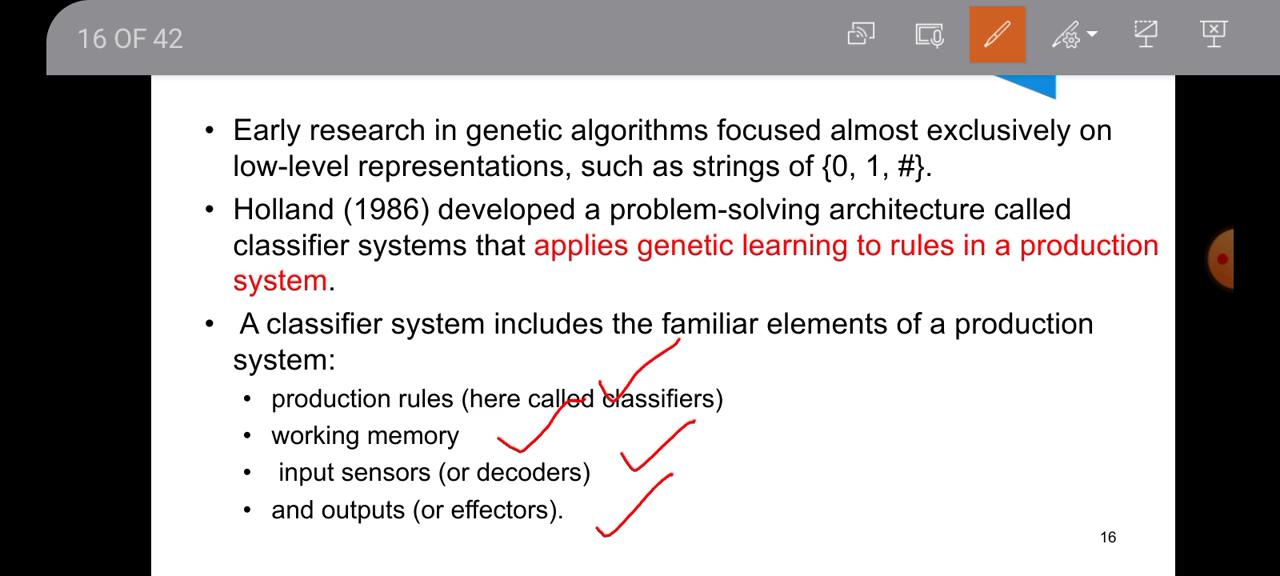 16 OF 42
• Early research in genetic algorithms focused almost exclusively on
low-level representations, such as strings of {0, 1, #}.
• Holland (1986) developed a problem-solving architecture called
classifier systems that applies genetic learning to rules in a production
system.
• A classifier system includes the familiar elements of a production
system:
• production rules (here called classifiers)
• working memory
• input sensors (or decoders)
• and outputs (or effectors).
16